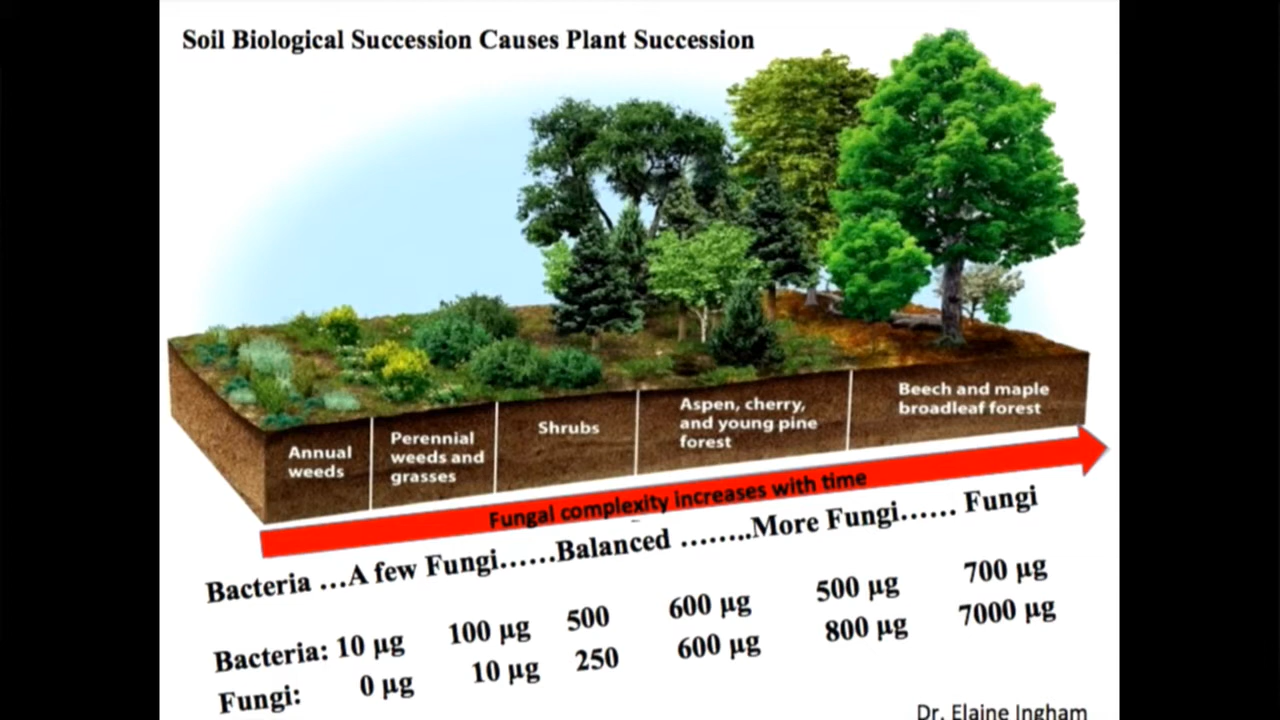 Soil Biological Succession Causes Plant Succession
Annual
weeds
Perennial
weeds and
grasses
Shrubs
Aspen, cherry,
and young pine
forest
Beech and maple
broadleaf forest
Fungal complexity increases with time
Bacteria ...A few Fungi......Balanced ........More Fungi...... Fungi
Bacteria: 10 µg 100 µg 500 600 µg 500 µg 700 µg
Fungi: 0 µg 10 µg 250 600 µg 800 µg 7000 µg
Dr. Elaine Ingham